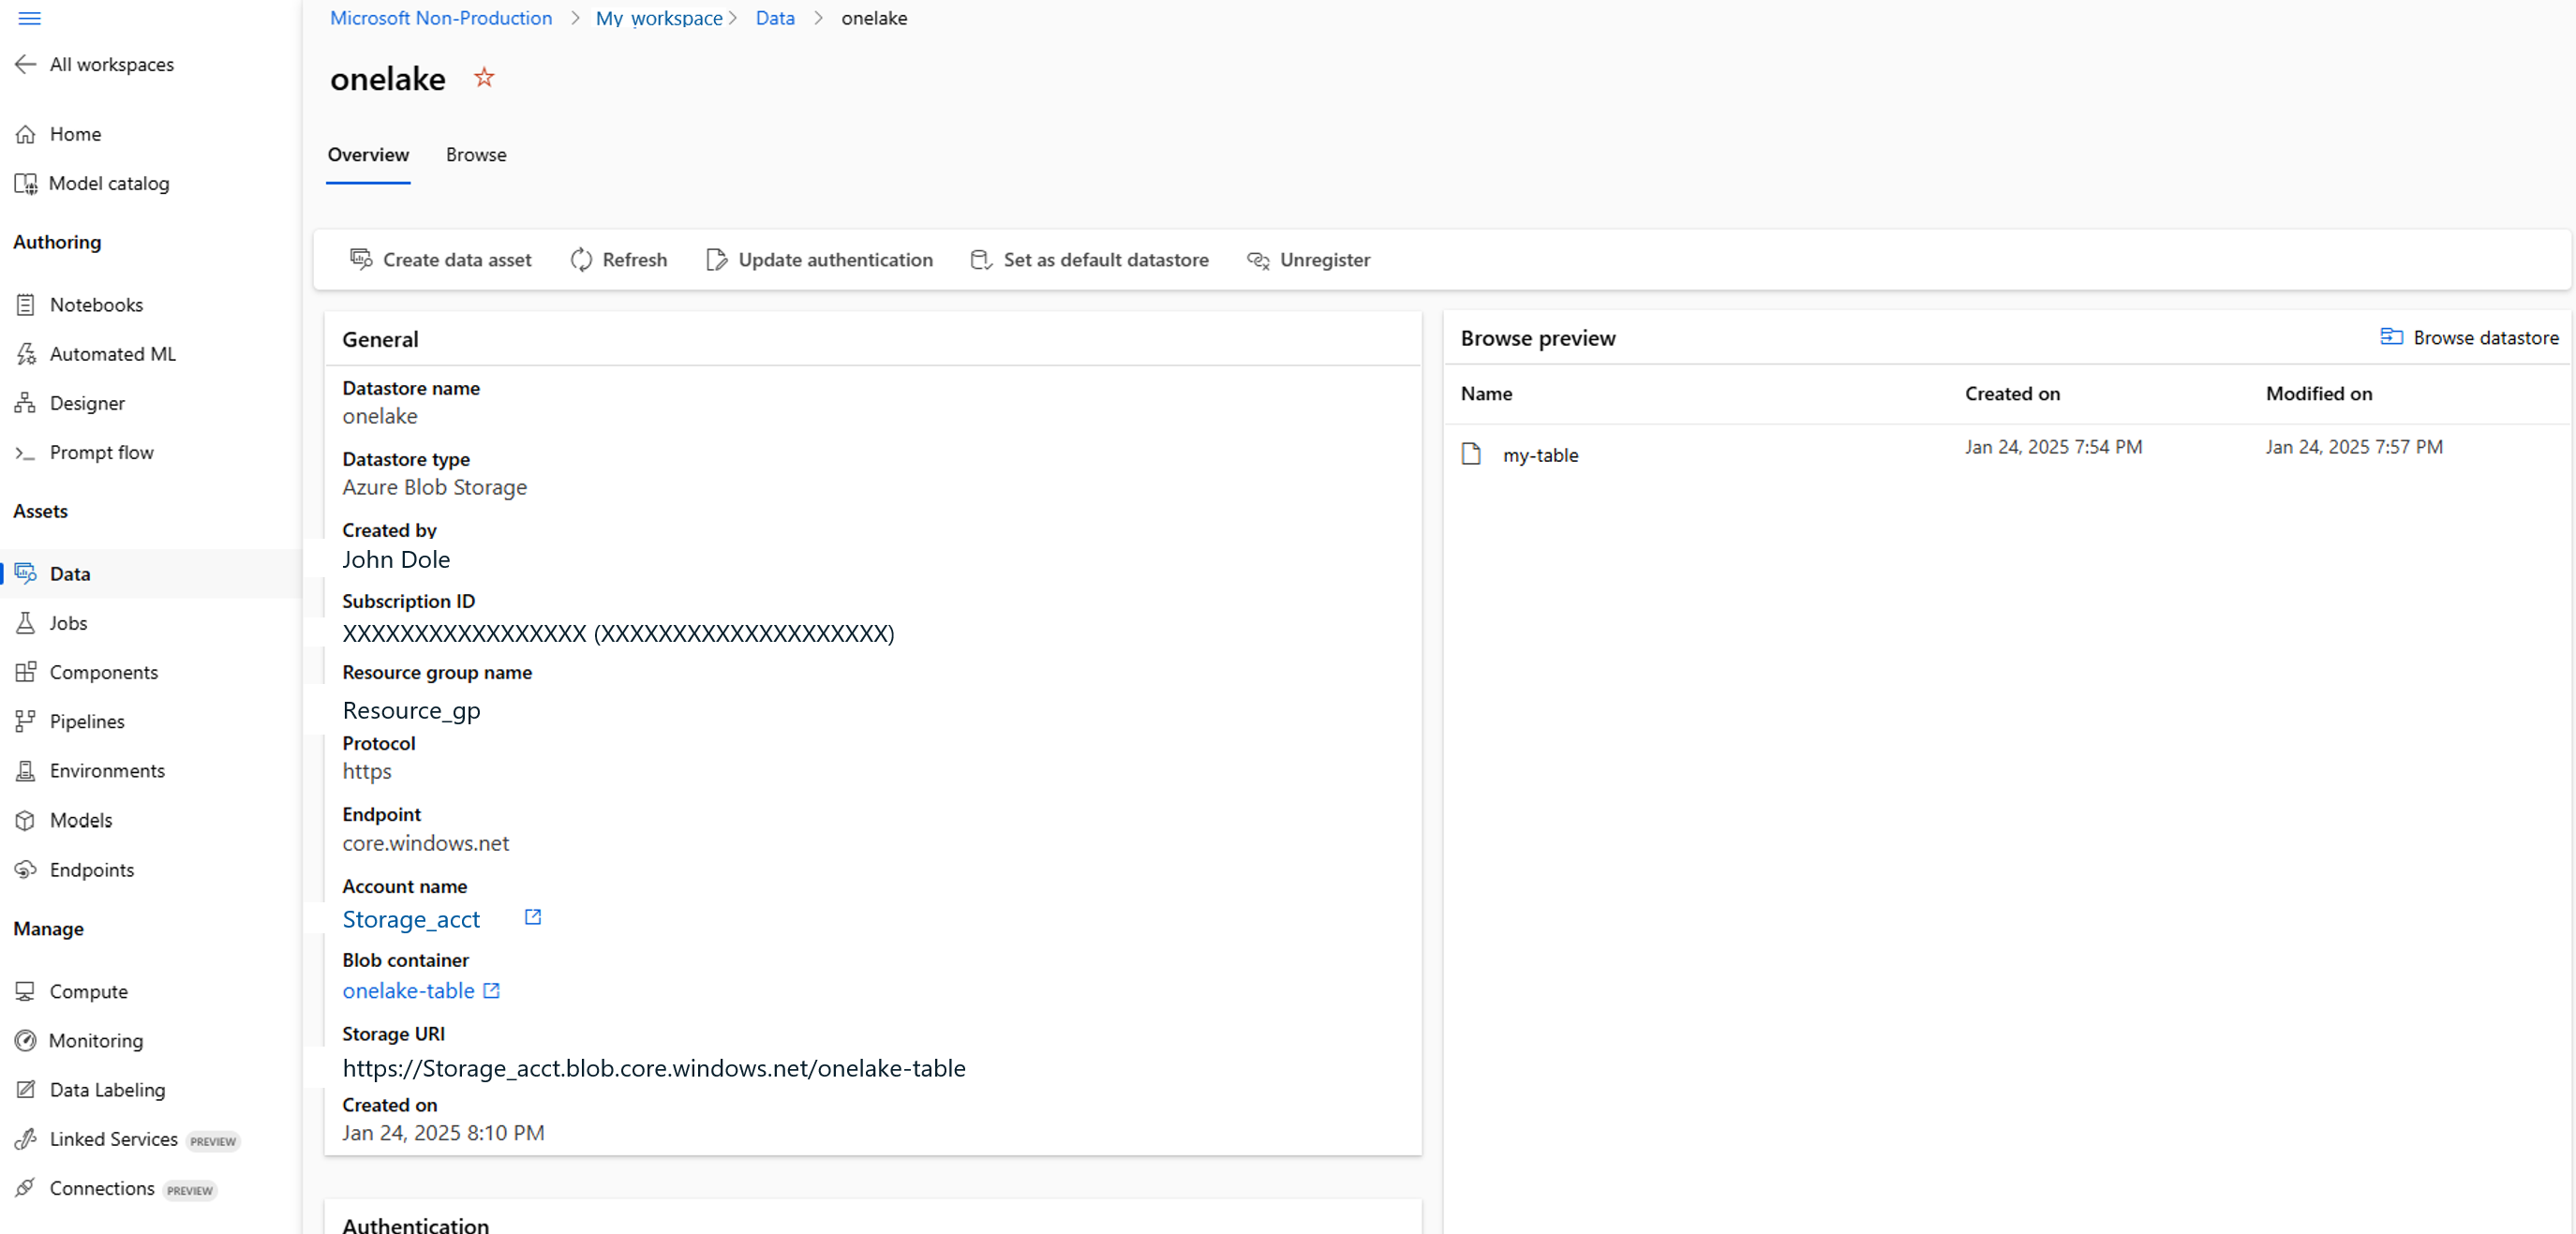 Microsoft Non-Production > My workspace > Data > onelake
All workspaces
Home
Model catalog
Authoring
Notebooks
Automated ML
Designer
Prompt flow
Assets
Data
Jobs
Components
Pipelines
Environments
Models
Endpoints
Manage
Compute
Monitoring
Data Labeling
Linked Services PREVIEW
Connections PREVIEW
onelake
Overview Browse
Create data asset Refresh Update authentication Set as default datastore Unregister
General
Datastore name
onelake
Datastore type
Azure Blob Storage
Created by
John Dole
Subscription ID
XXXXXXXXXXXXXXXXX (XXXXXXXXXXXXXXXXXXXX)
Resource group name
Resource_gp
Protocol
https
Endpoint
core.windows.net
Account name
Storage_acct
Blob container
onelake-table
Storage URI
https://Storage_acct.blob.core.windows.net/onelake-table
Created on
Jan 24, 2025 8:10 PM
Authentication
Browse preview Browse datastore
Name Created on Modified on
my-table Jan 24, 2025 7:54 PM Jan 24, 2025 7:57 PM